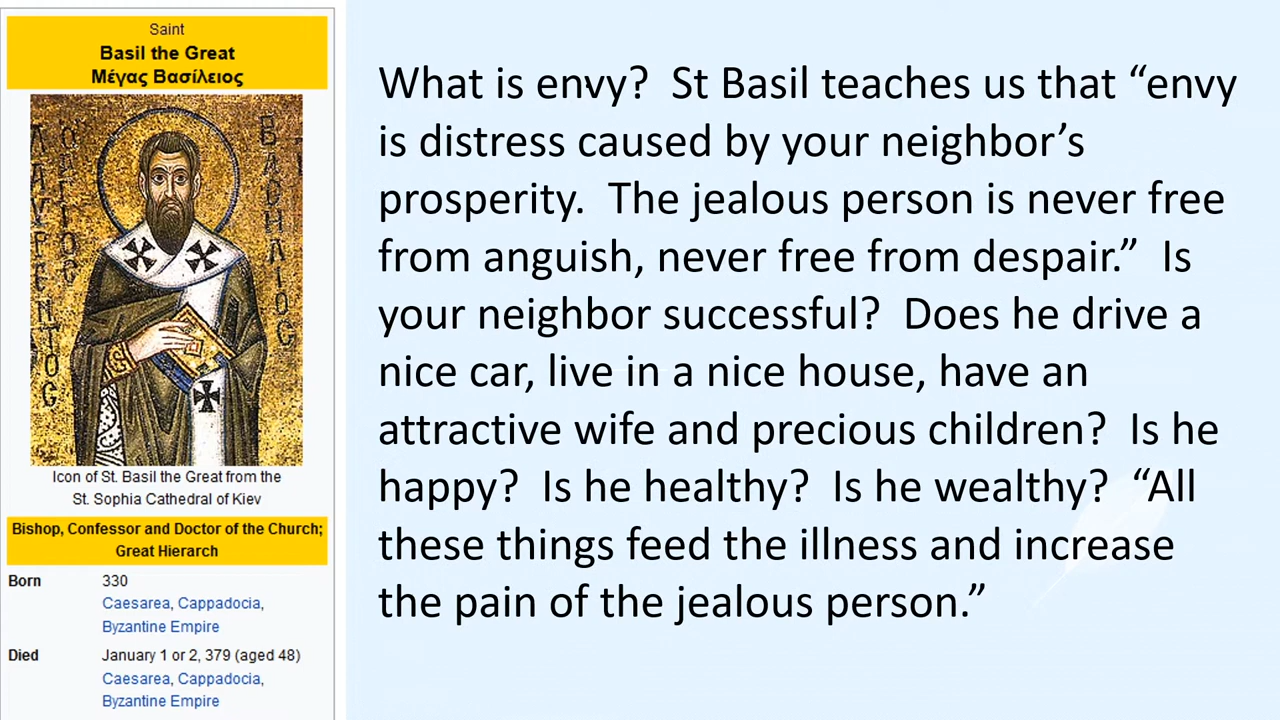 Saint
Basil the Great
Μέγας Βασίλειος
Icon of St. Basil the Great from the
St. Sophia Cathedral of Kiev
Bishop, Confessor and Doctor of the Church;
Great Hierarch
Born 330
Caesarea, Cappadocia,
Byzantine Empire
Died January 1 or 2, 379 (aged 48)
Caesarea, Cappadocia,
Byzantine Empire
What is envy?  St Basil teaches us that “envy
is distress caused by your neighbor’s
prosperity.  The jealous person is never free
from anguish, never free from despair.”  Is
your neighbor successful?  Does he drive a
nice car, live in a nice house, have an
attractive wife and precious children?  Is he
happy?  Is he healthy?  Is he wealthy?  “All
these things feed the illness and increase
the pain of the jealous person.”